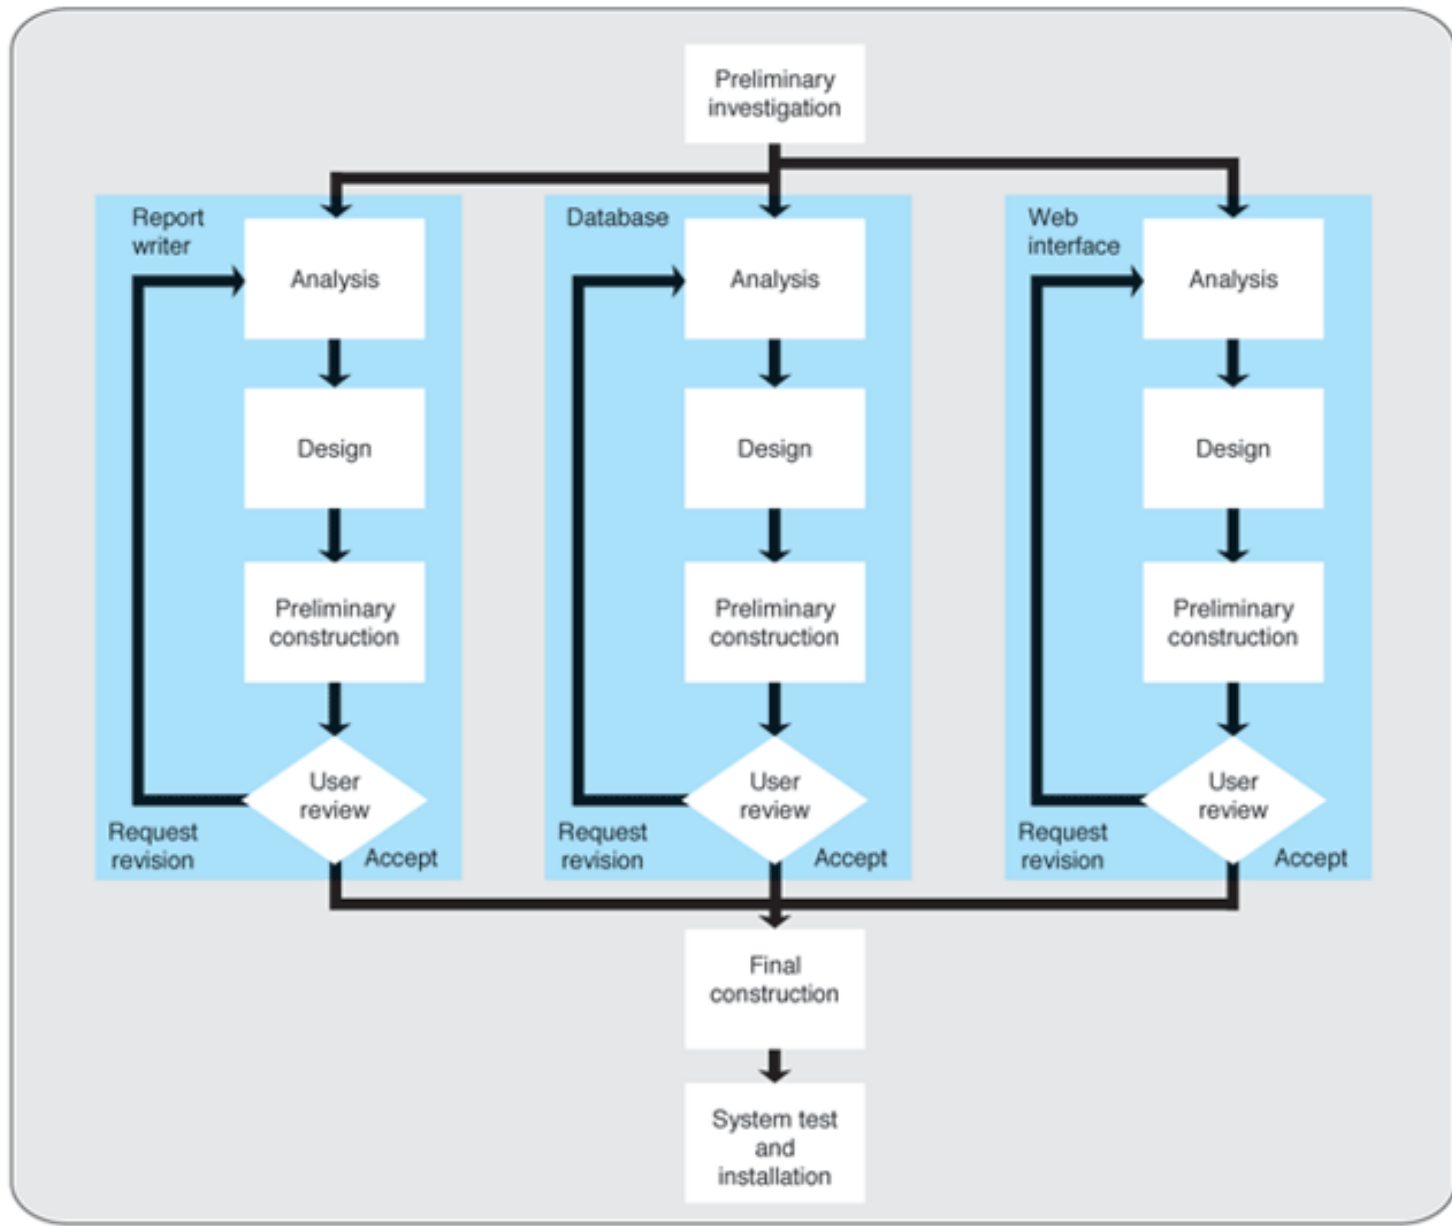 Preliminary
investigation
Report
writer
Analysis
Design
Preliminary
construction
User
review
Request
revision
Accept
Database
Analysis
Design
Preliminary
construction
User
review
Request
revision
Accept
Web
interface
Analysis
Design
Preliminary
construction
User
review
Request
revision
Accept
Final
construction
System test
and
installation